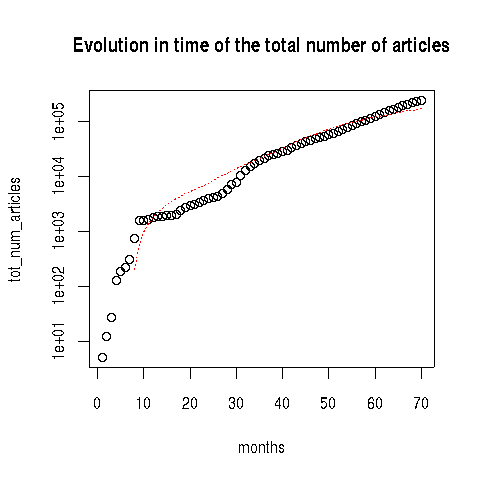 Evolution in time of the total number of articles
tot_num_articles
1e+05
1e+04
1e+03
1e+02
1e+01
0 10 20 30 40 50 60 70
months